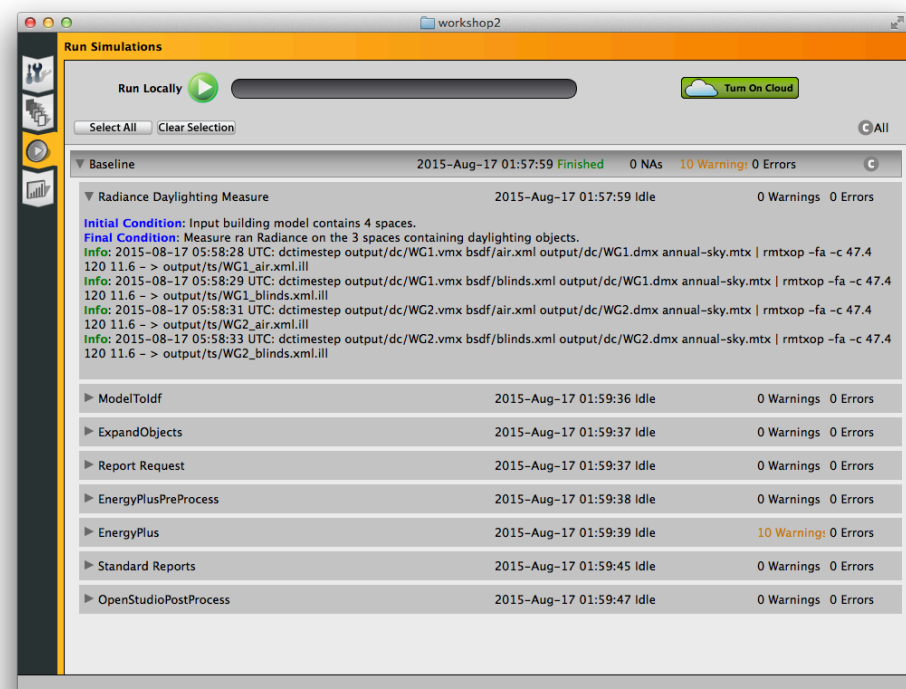 workshop2
Run Simulations
Run Locally
Turn On Cloud
Select All Clear Selection
C All
Baseline 2015-Aug-17 01:57:59 Finished 0 NAs 10 Warnings 0 Errors C
Radiance Daylighting Measure 2015-Aug-17 01:57:59 Idle 0 Warnings 0 Errors
Initial Condition: Input building model contains 4 spaces.
Final Condition: Measure ran Radiance on the 3 spaces containing daylighting objects.
Info: 2015-08-17 05:58:28 UTC: dctimestep output/dc/WG1.vmx bsdf/air.xml output/dc/WG1.dmx annual-sky.mtx | rmtxop -fa -c 47.4
120 11.6 - > output/ts/WG1_air.xml.ill
Info: 2015-08-17 05:58:29 UTC: dctimestep output/dc/WG1.vmx bsdf/blinds.xml output/dc/WG1.dmx annual-sky.mtx | rmtxop -fa -c 47.4
120 11.6 - > output/ts/WG1_blinds.xml.ill
Info: 2015-08-17 05:58:31 UTC: dctimestep output/dc/WG2.vmx bsdf/air.xml output/dc/WG2.dmx annual-sky.mtx | rmtxop -fa -c 47.4
120 11.6 - > output/ts/WG2_air.xml.ill
Info: 2015-08-17 05:58:33 UTC: dctimestep output/dc/WG2.vmx bsdf/blinds.xml output/dc/WG2.dmx annual-sky.mtx | rmtxop -fa -c 47.4
120 11.6 - > output/ts/WG2_blinds.xml.ill
ModelToIdf 2015-Aug-17 01:59:36 Idle 0 Warnings 0 Errors
ExpandObjects 2015-Aug-17 01:59:37 Idle 0 Warnings 0 Errors
Report Request 2015-Aug-17 01:59:37 Idle 0 Warnings 0 Errors
EnergyPlusPreProcess 2015-Aug-17 01:59:38 Idle 0 Warnings 0 Errors
EnergyPlus 2015-Aug-17 01:59:39 Idle 10 Warnings 0 Errors
Standard Reports 2015-Aug-17 01:59:45 Idle 0 Warnings 0 Errors
OpenStudioPostProcess 2015-Aug-17 01:59:47 Idle 0 Warnings 0 Errors